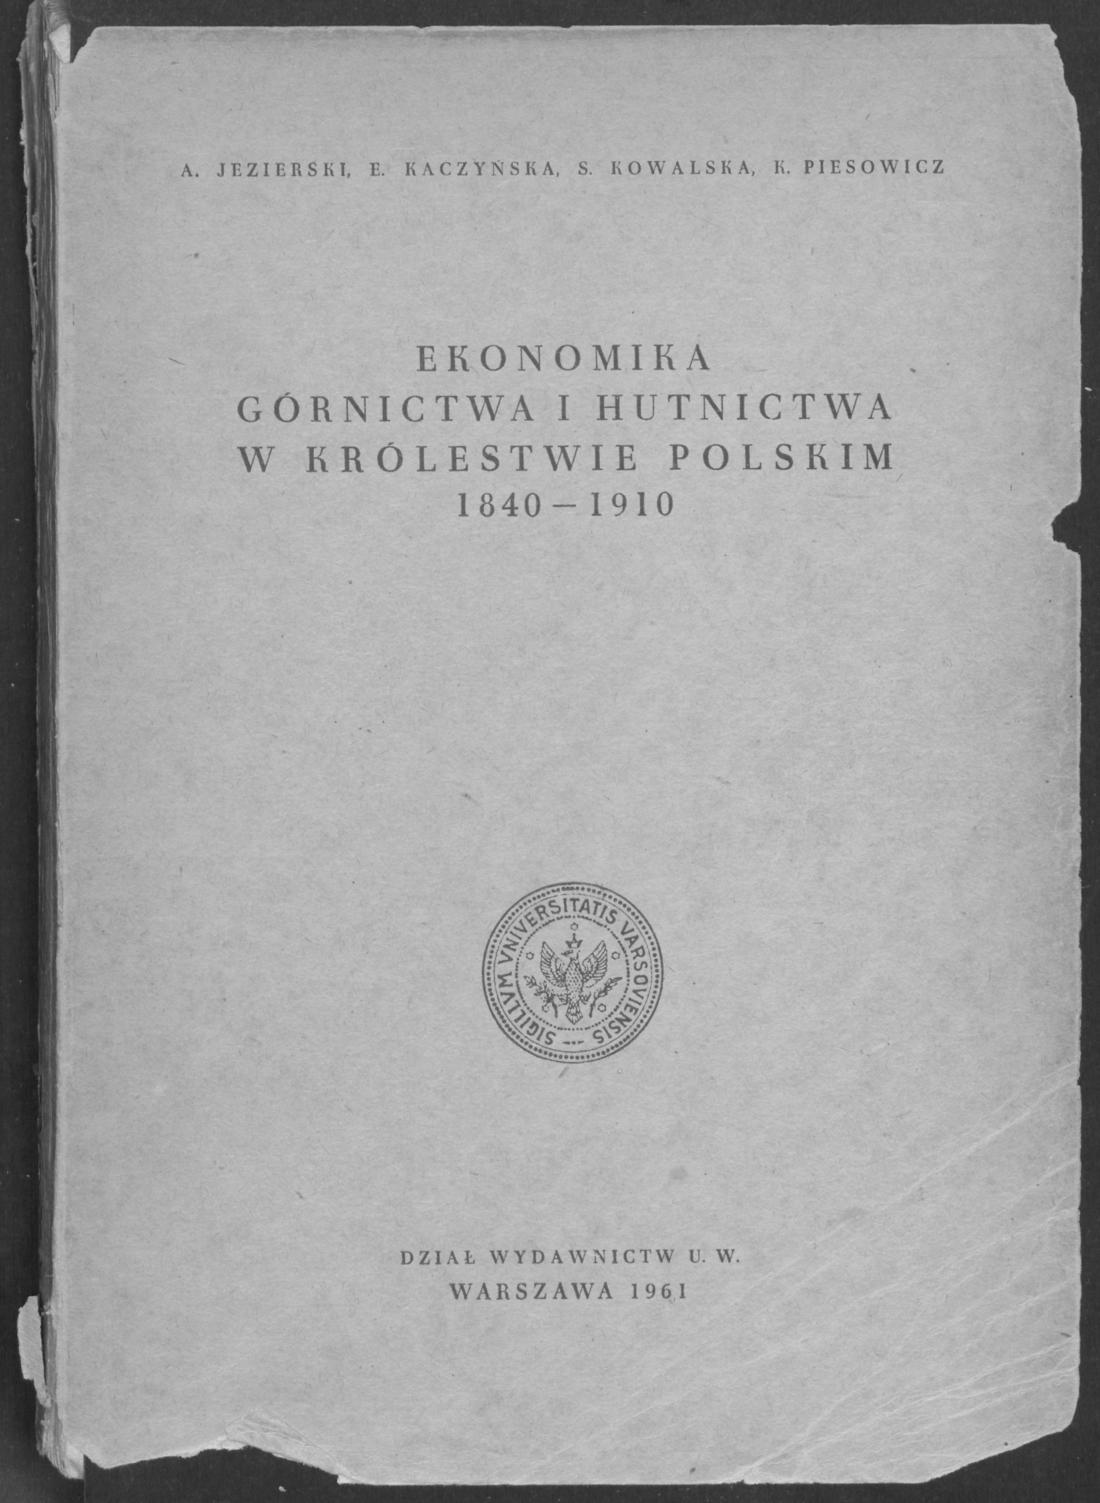 A. JEZIERSKI, E. KACZYŃSKA, S. KOWALSKA, K. PIESOWICZ
EKONOMIKA
GÓRNICTWA I HUTNICTWA
W KRÓLESTWIE POLSKIM
1840 – 1910
SIGILLVM VNIVERSITATIS VARSOVIENSIS
DZIAŁ WYDAWNICTW U. W.
WARSZAWA 1961